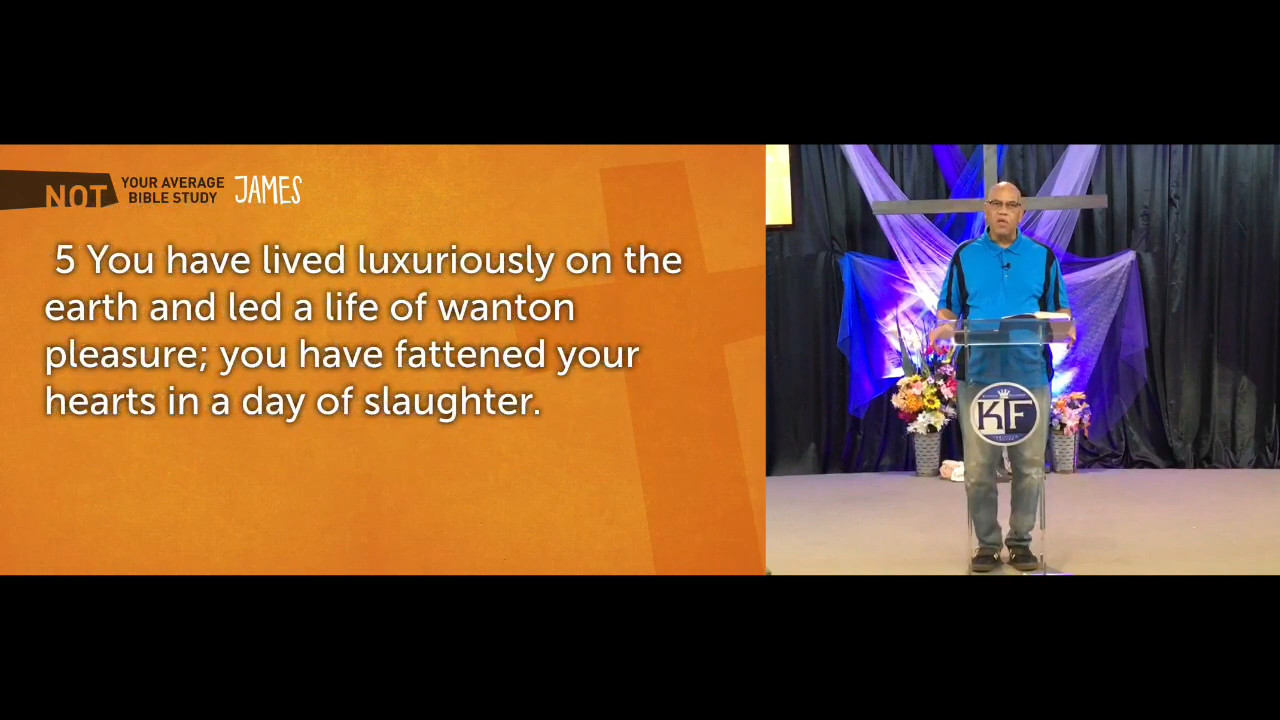 NOT YOUR AVERAGE
BIBLE STUDY JAMES
5 You have lived luxuriously on the
earth and led a life of wanton
pleasure; you have fattened your
hearts in a day of slaughter.
KTF